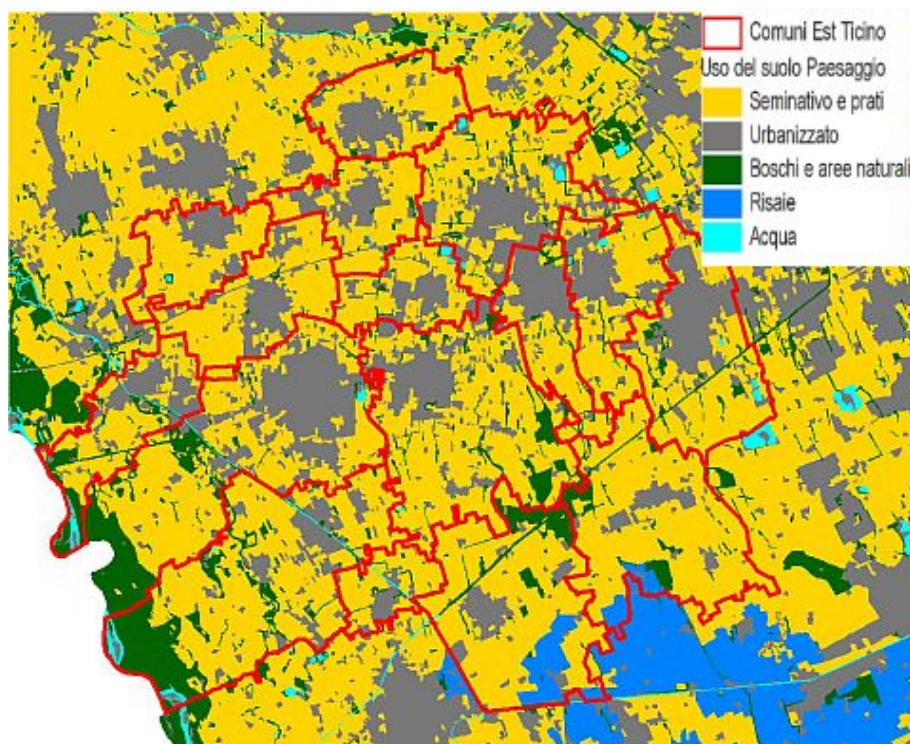 Comuni Est Ticino
Uso del suolo Paesaggio
Seminativo e prati
Urbanizzato
Boschi e aree naturali
Risaie
Acqua